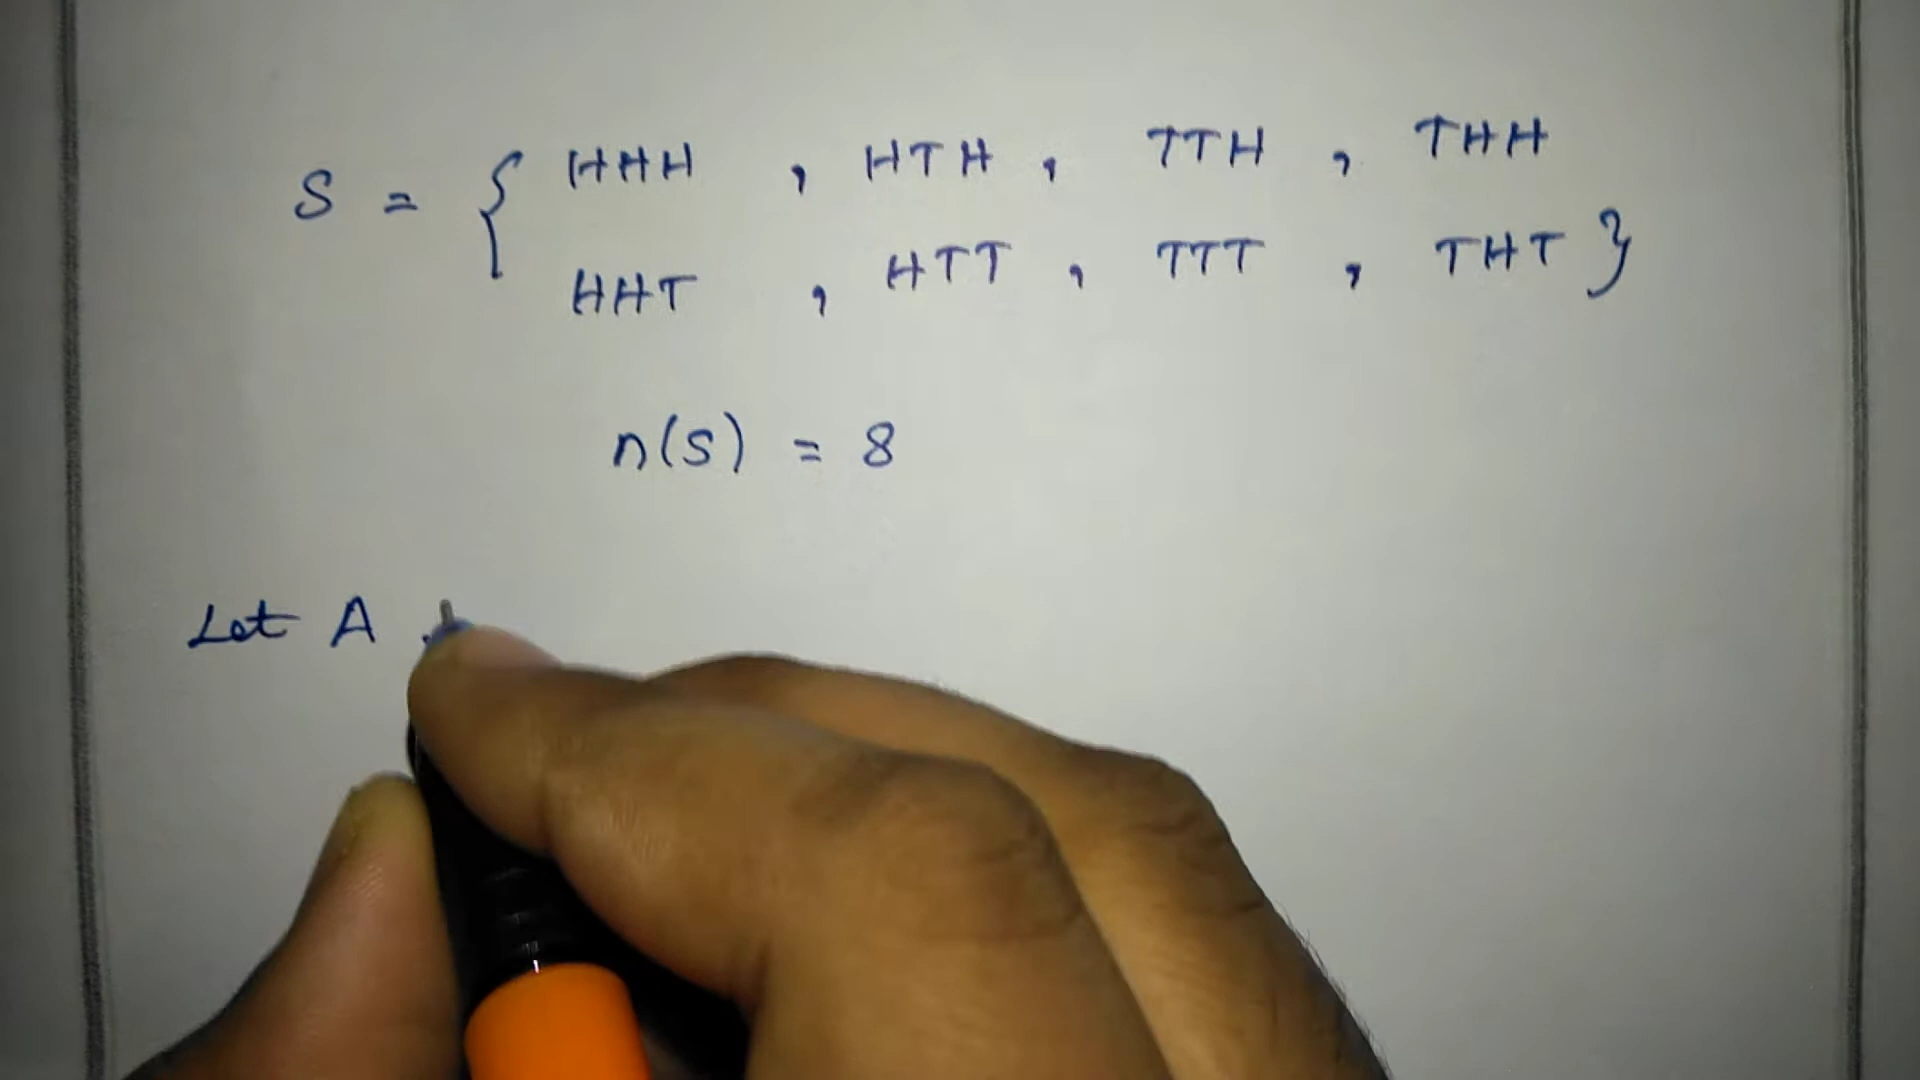 S = { HHH , HTH , TTH , THH
HHT , HTT , TTT , THT }
n(S) = 8
Let A